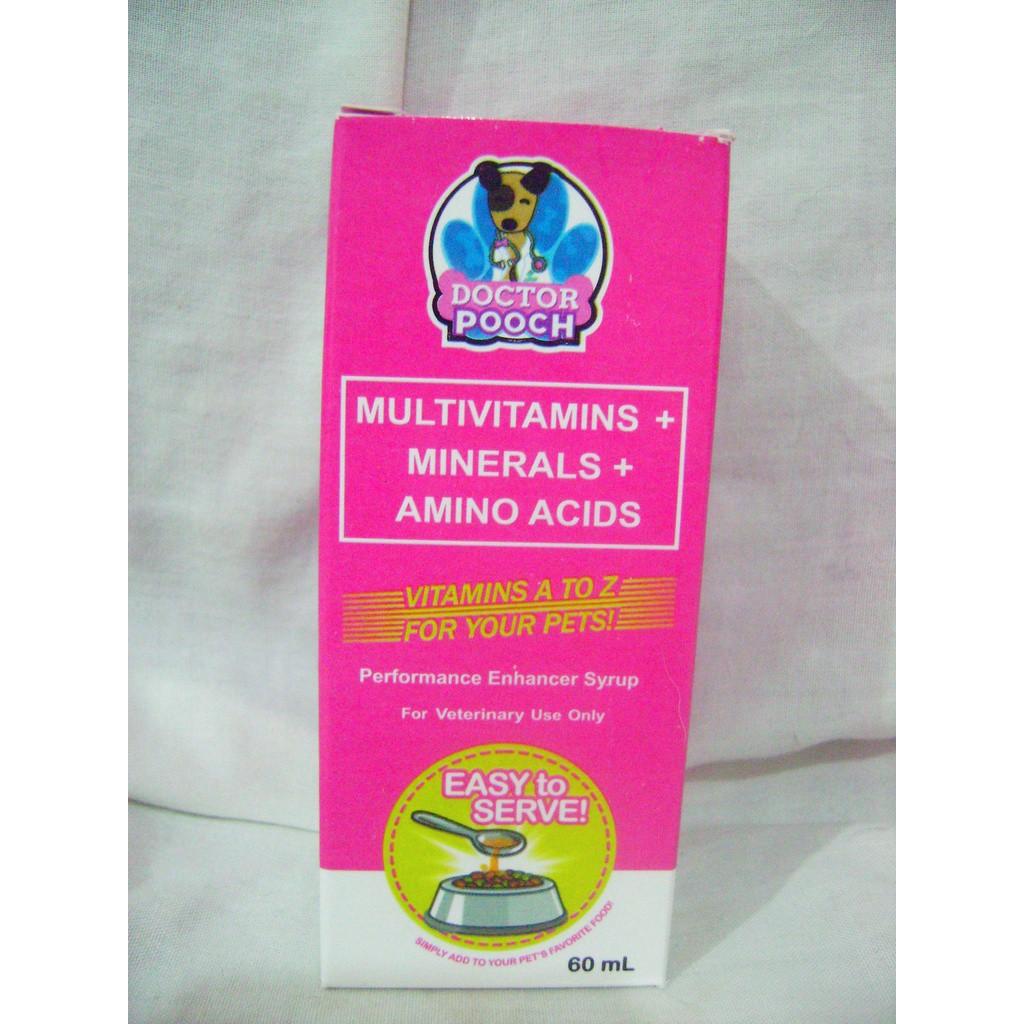 DOCTOR
POOCH
MULTIVITAMINS +
MINERALS +
AMINO ACIDS
VITAMINS A TO Z
FOR YOUR PETS!
Performance Enhancer Syrup
For Veterinary Use Only
EASY to
SERVE!
SIMPLY ADD TO YOUR PET'S FAVORITE FOOD!
60 mL